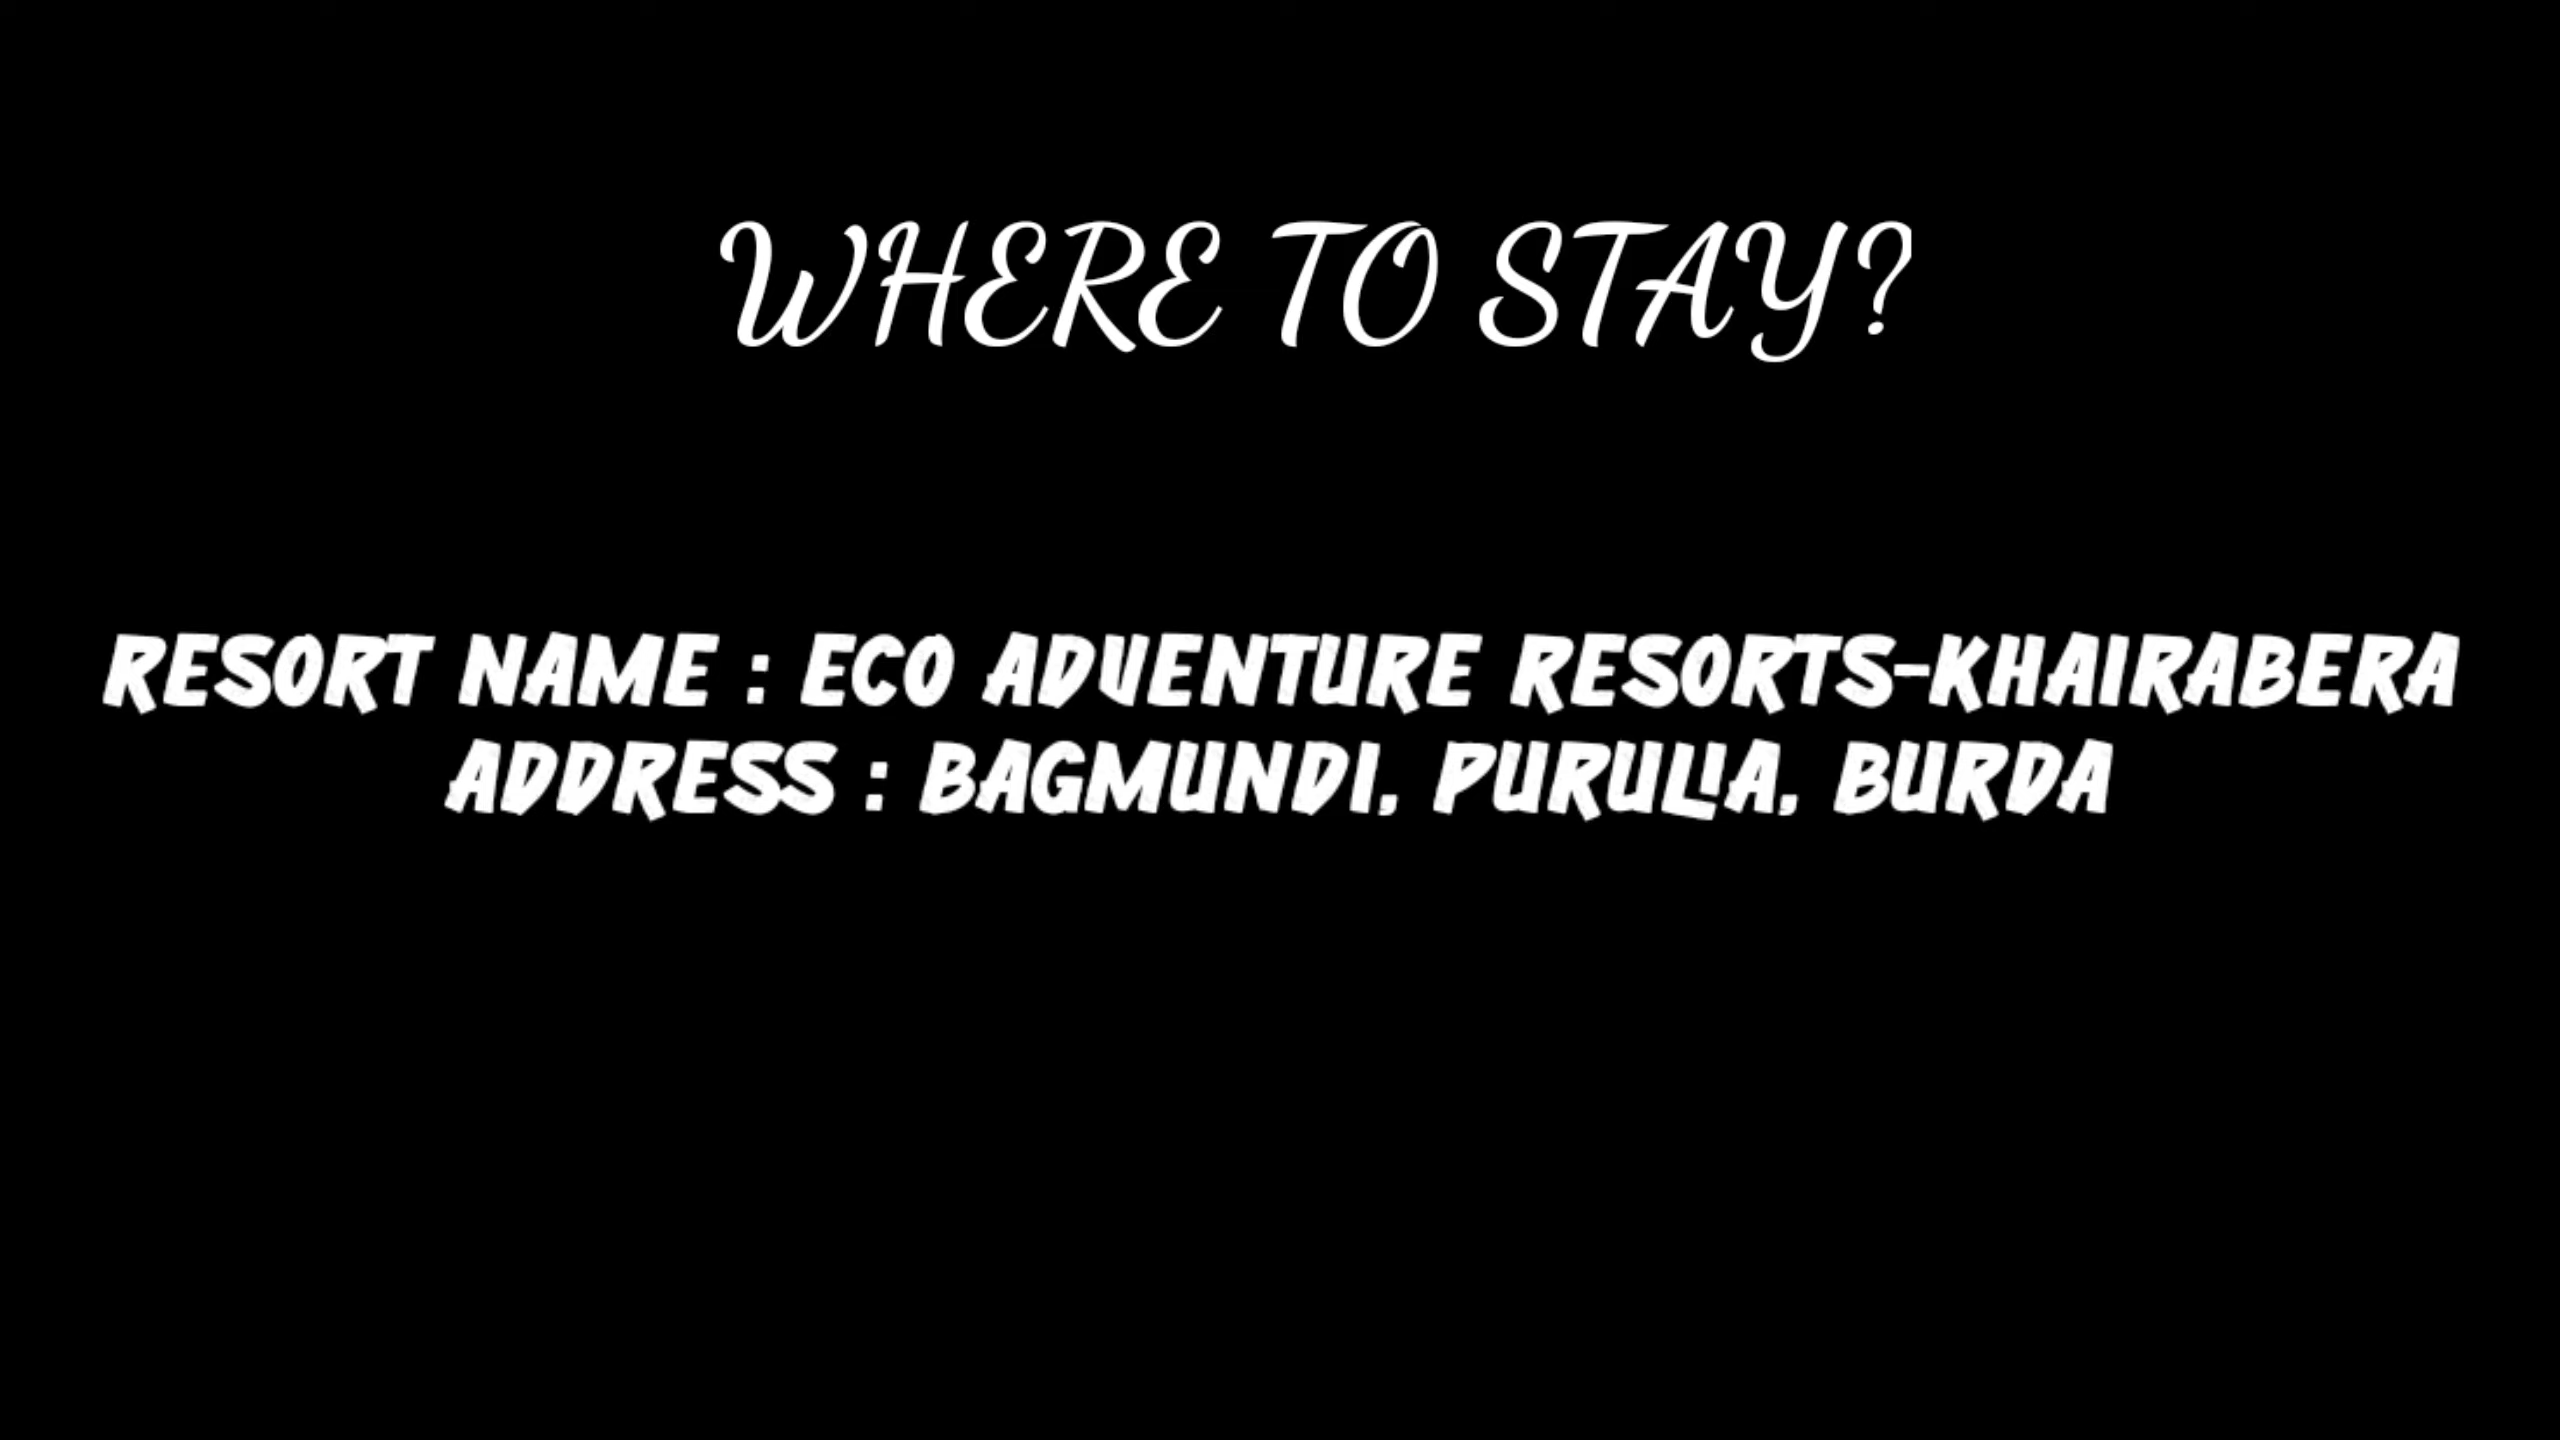 WHERE TO STAY?
RESORT NAME : ECO ADVENTURE RESORTS-KHAIRABERA
ADDRESS : BAGMUNDI, PURULIA, BURDA